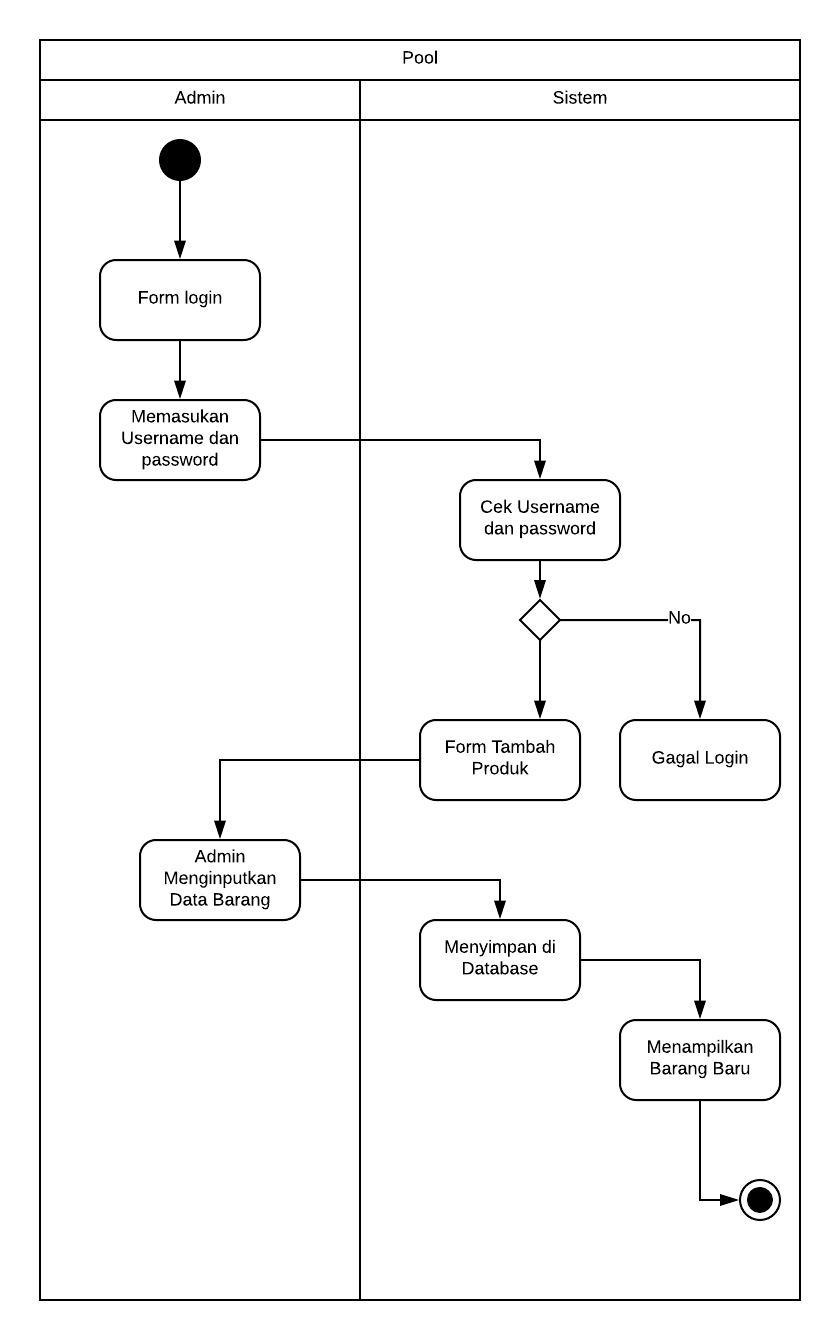 Pool
Admin
Sistem
Form login
Memasukan
Username dan
password
Cek Username
dan password
No
Form Tambah
Produk
Gagal Login
Admin
Menginputkan
Data Barang
Menyimpan di
Database
Menampilkan
Barang Baru